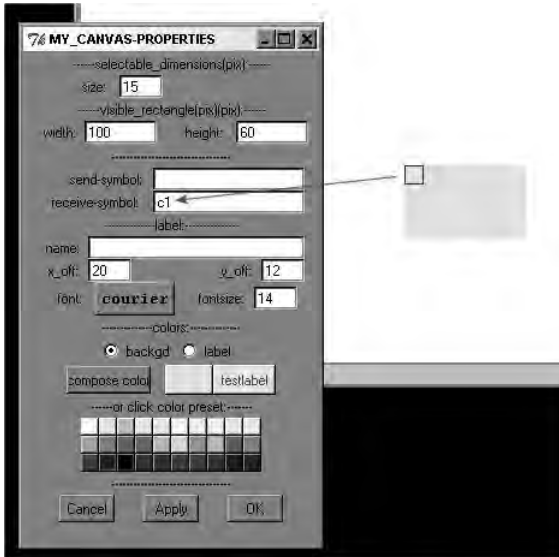 MY_CANVAS-PROPERTIES
-----selectable_dimensions(pix):-----
size: 15
-----visible_rectangle(pix)(pix):-----
width: 100 height: 60
send-symbol:
receive-symbol: c1
label:
name:
x_off: 20 y_off: 12
font: courier fontsize: 14
colors:
backgd label
compose color testlabel
-----or click color preset:-----
Cancel Apply OK